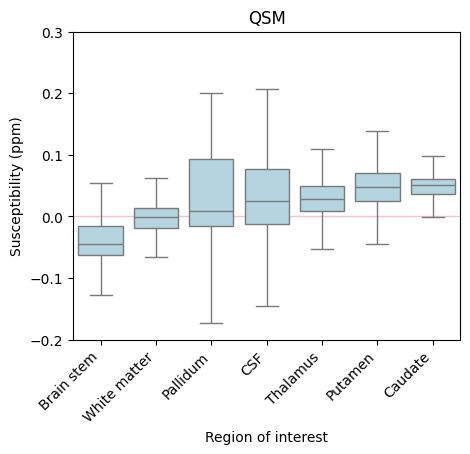 QSM
Susceptibility (ppm)
0.3
0.2
0.1
0.0
−0.1
−0.2
Brain stem
White matter
Pallidum
CSF
Thalamus
Putamen
Caudate
Region of interest